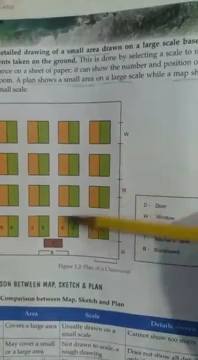 etailed drawing of a small area drawn on a large scale base
ents taken on the ground. This is done by selecting a scale to
ance on a sheet of paper; it can show the number and position o
oom. A plan shows a small area on a large scale while a map sh
mall scale.
W
W
D - Door
W - Window
B - Blackboard
Figure 1.2 Plan of a Classroom
SON BETWEEN MAP, SKETCH & PLAN
Comparison between Map, Sketch and Plan
Area
Scale
Details shown
Covers a large area
Usually drawn on a
small scale
Cannot show too much
May cover a small
or a large area
Not drawn to scale, a
rough drawing
Does not show all